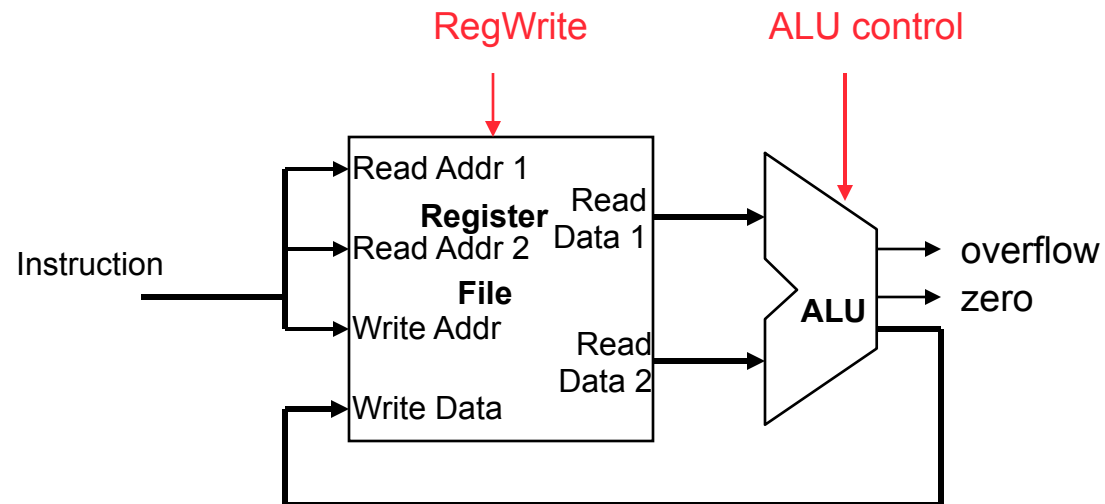 RegWrite
ALU control
Read Addr 1
Register
Read
Data 1
Read Addr 2
Instruction
File
Write Addr
Read
Data 2
Write Data
ALU
overflow
zero